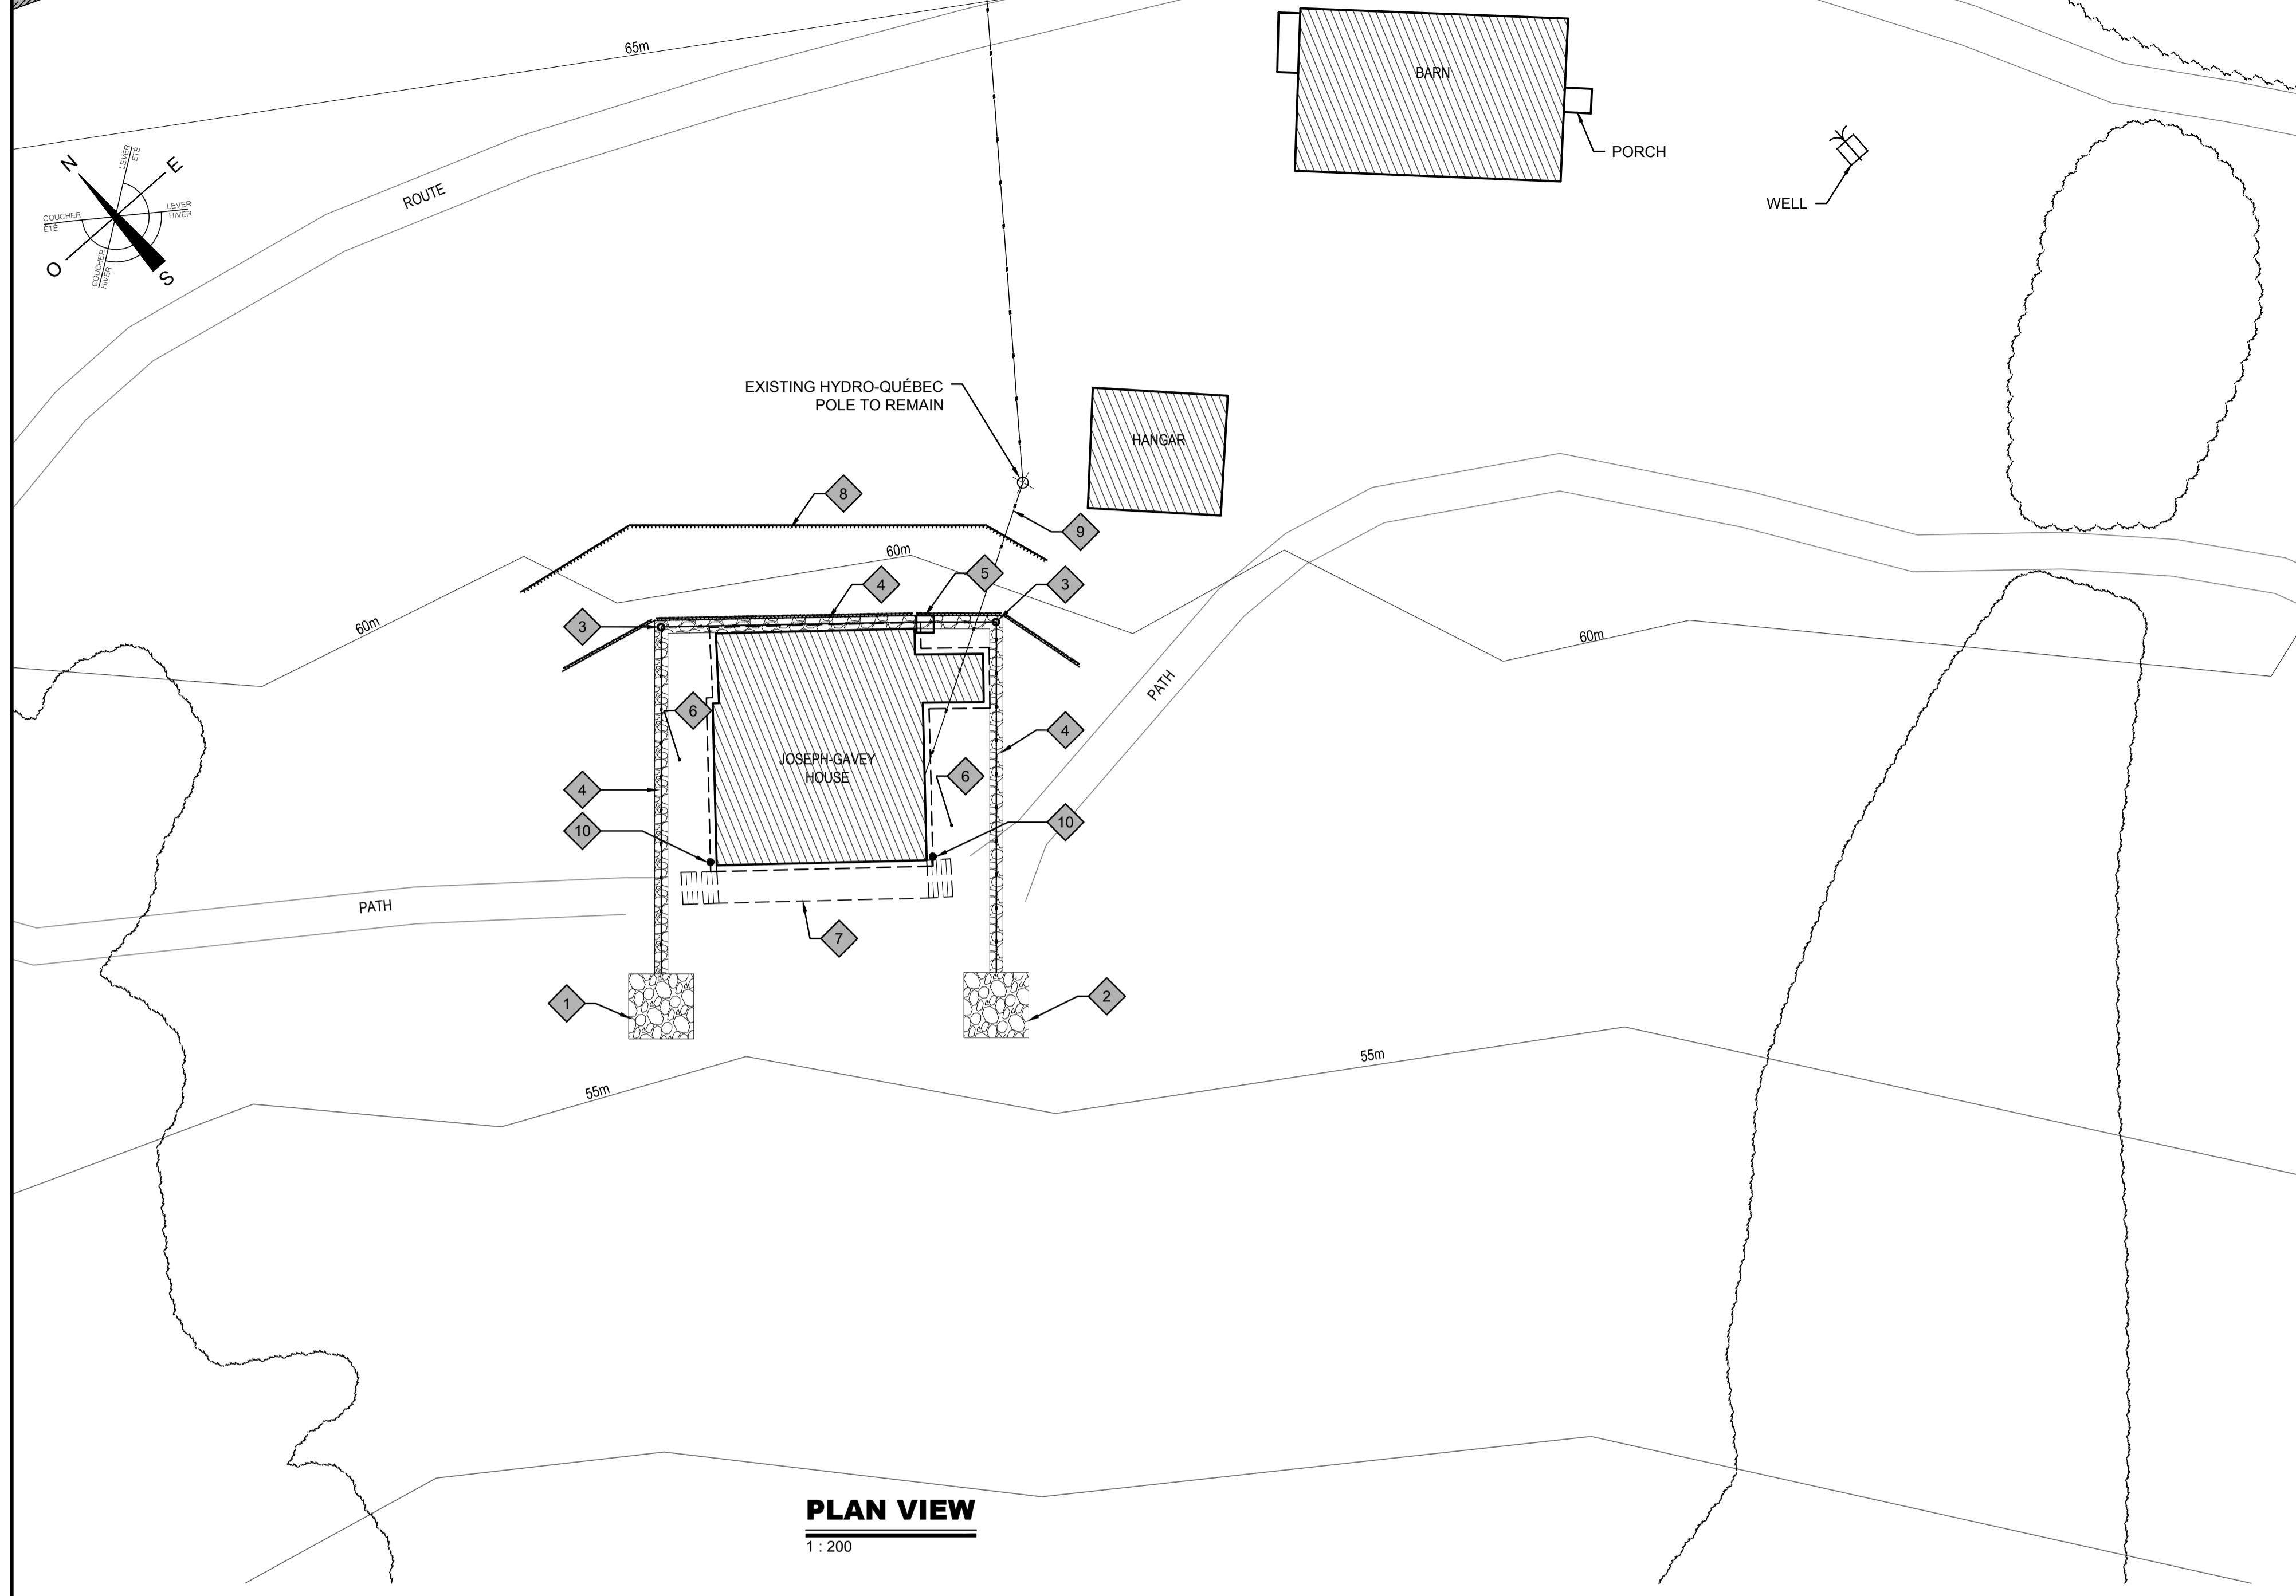 65m
BARN
PORCH
WELL
N
LEVER
ÉTÉ
E
LEVER
HIVER
COUCHER
ÉTÉ
O
COUCHER
HIVER
S
ROUTE
EXISTING HYDRO-QUÉBEC
POLE TO REMAIN
HANGAR
8
9
60m
5
4
3
3
60m
60m
PATH
6
4
JOSEPH-GAVEY
HOUSE
6
4
10
10
PATH
7
1
2
55m
55m
PLAN VIEW
1 : 200